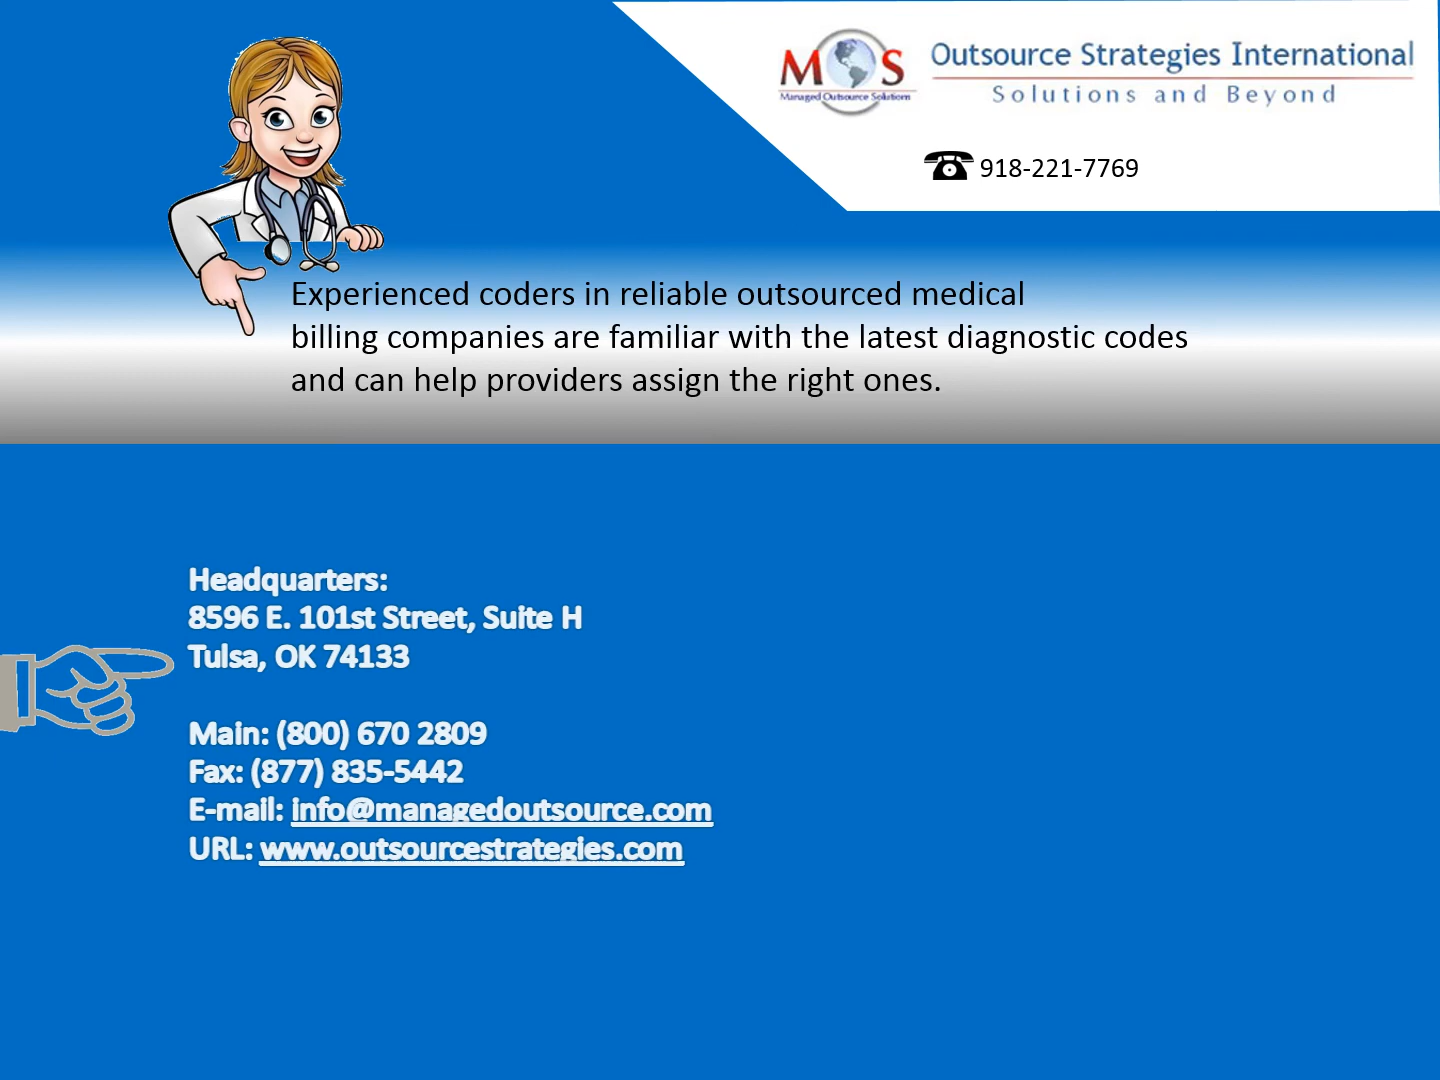 MOS
Managed Outsource Solutions
Outsource Strategies International
Solutions and Beyond
918-221-7769
Experienced coders in reliable outsourced medical
billing companies are familiar with the latest diagnostic codes
and can help providers assign the right ones.
Headquarters:
8596 E. 101st Street, Suite H
Tulsa, OK 74133
Main: (800) 670 2809
Fax: (877) 835-5442
E-mail: info@managedoutsource.com
URL: www.outsourcestrategies.com